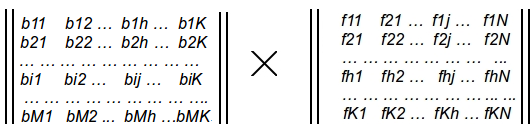 b11 b12 ... b1h ... b1K × f11 f21 ... f1j ... f1N
b21 b22 ... b2h ... b2K f21 f22 ... f2j ... f2N
... ... ... ... ... ... ... ... ... ... ... ... ... ...
bi1 bi2 ... bij ... biK fh1 fh2 ... fhj ... fhN
... ... ... ... ... ... .... ... ... ... ... ... ... ...
bM1 bM2 ... bMh ...bMK fK1 fK2 ... fKh ... fKN